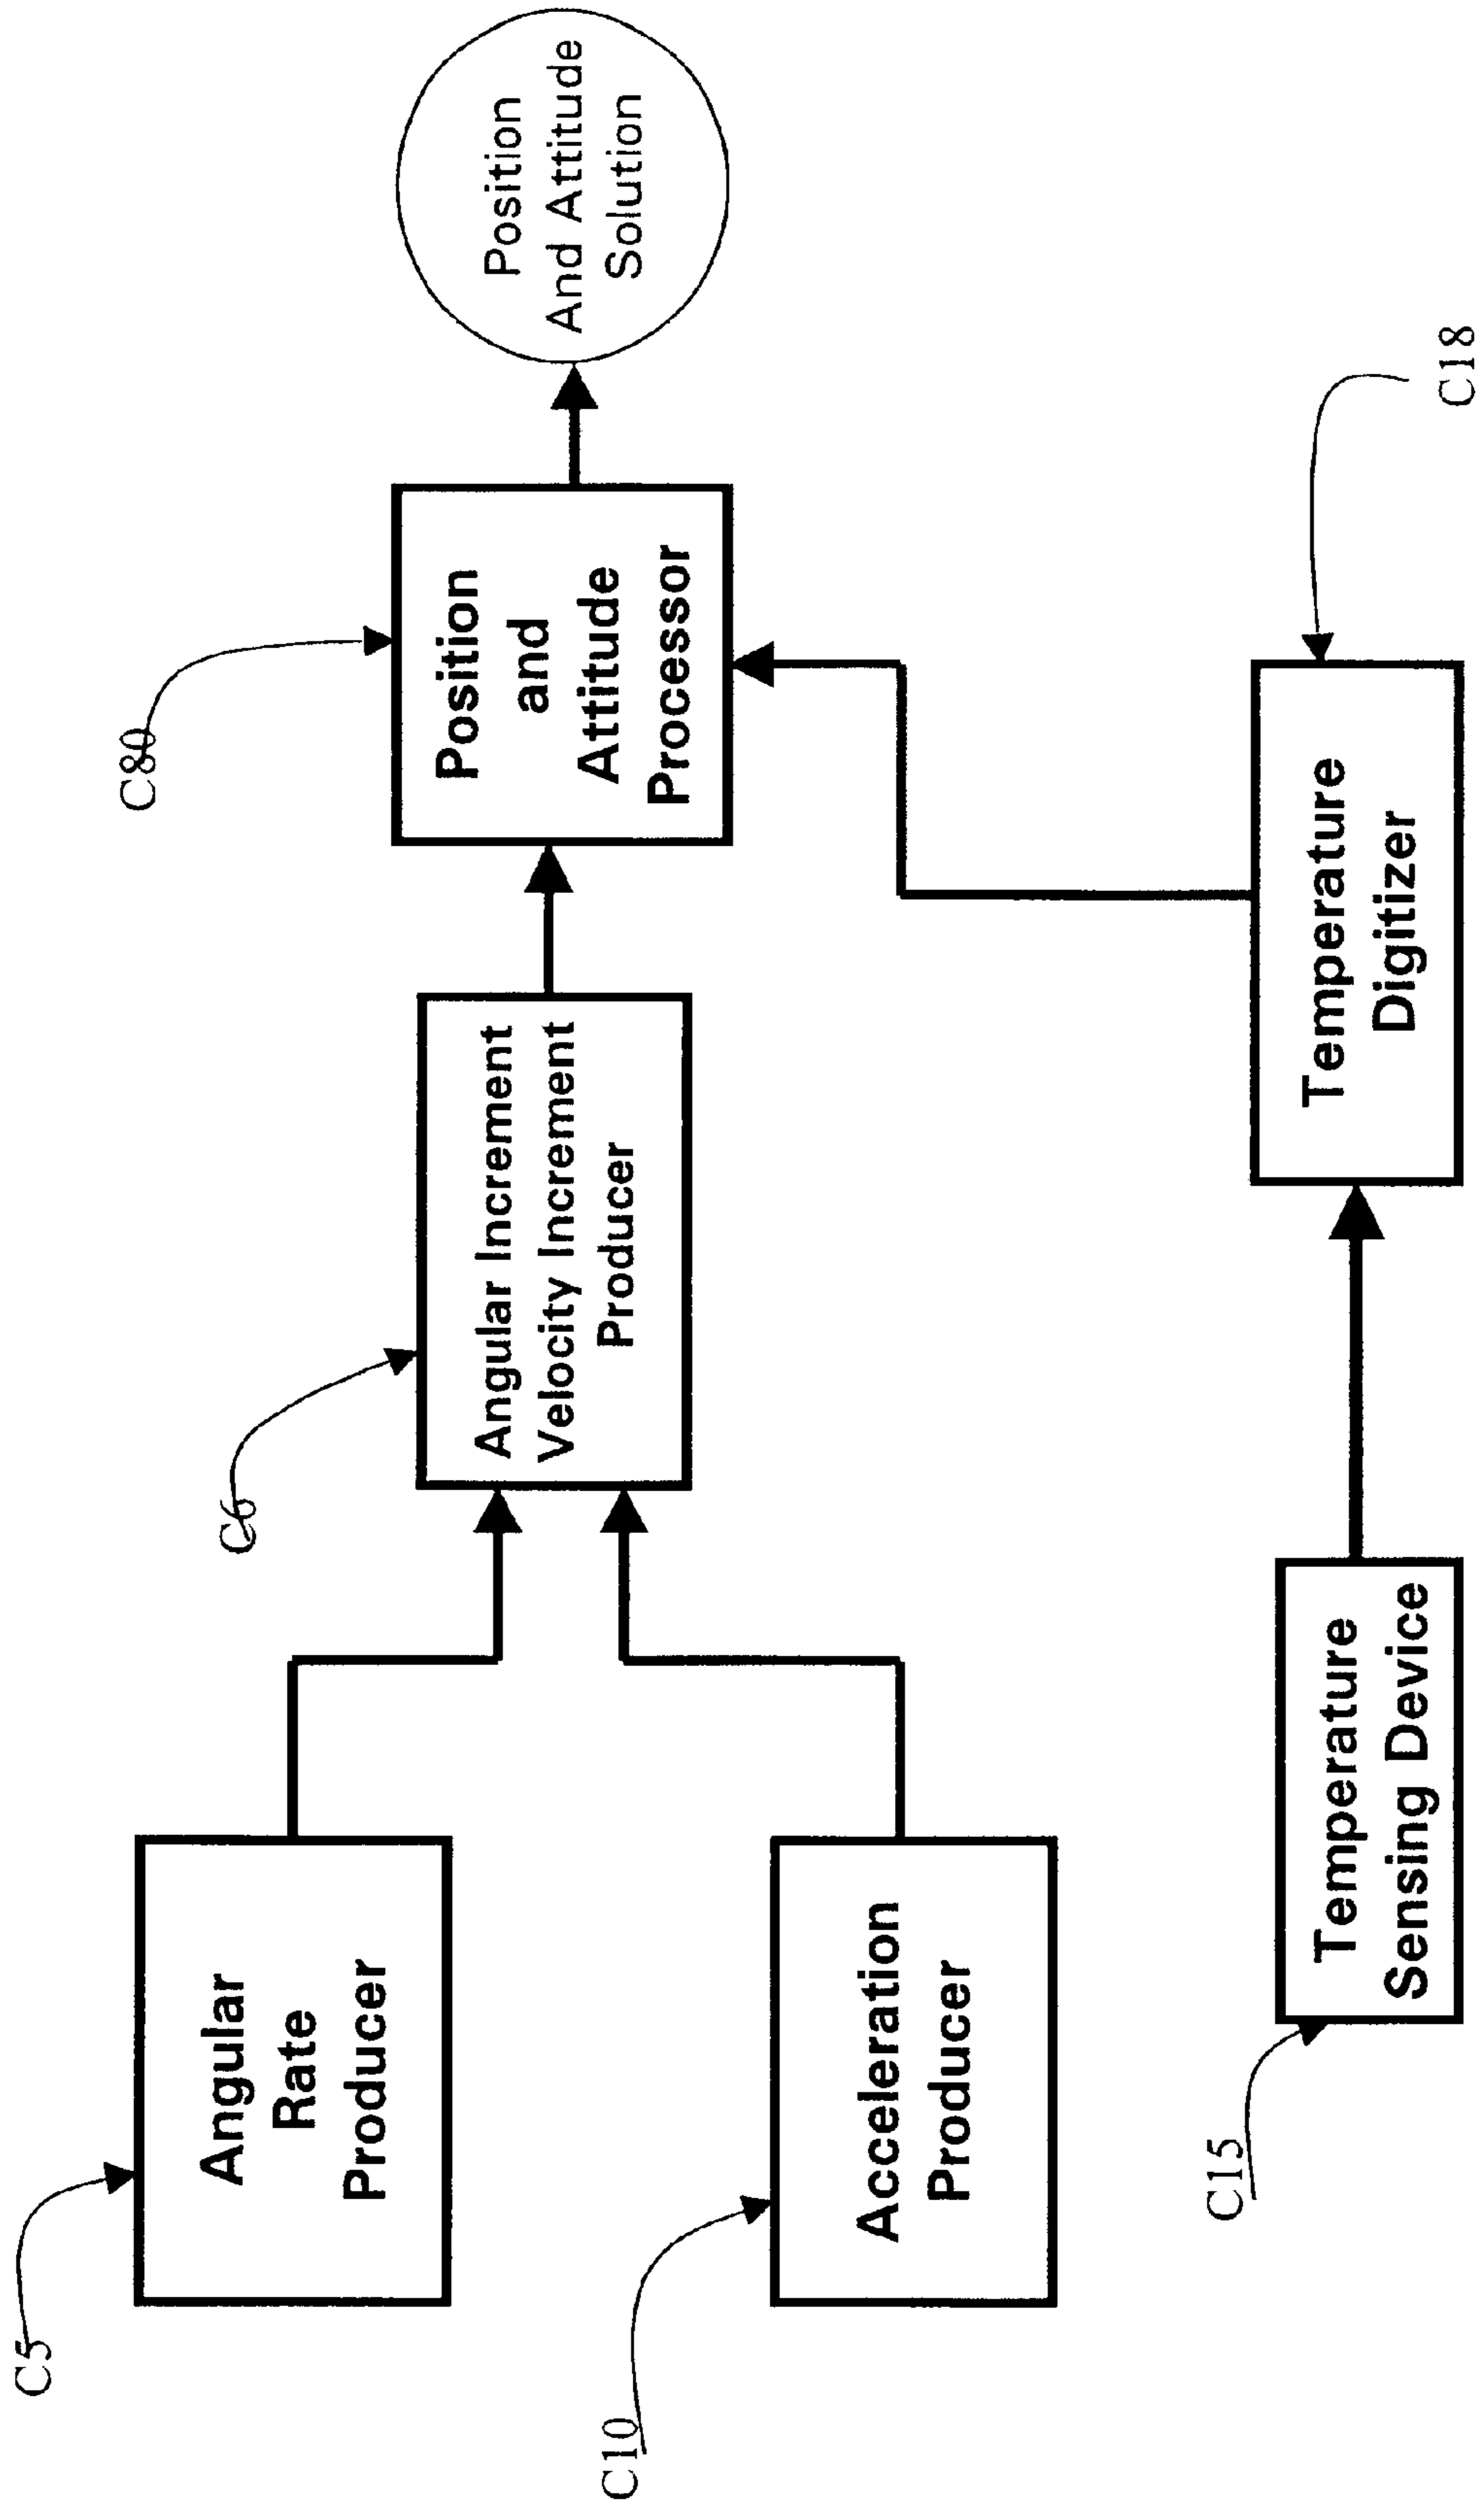 C5
Angular
Rate
Producer
C6
Angular Increment
Velocity Increment
Producer
C80
Position
and
Attitude
Processor
Position
And Attitude
Solution
C10
Acceleration
Producer
C15
Temperature
Sensing Device
Temperature
Digitizer
C18